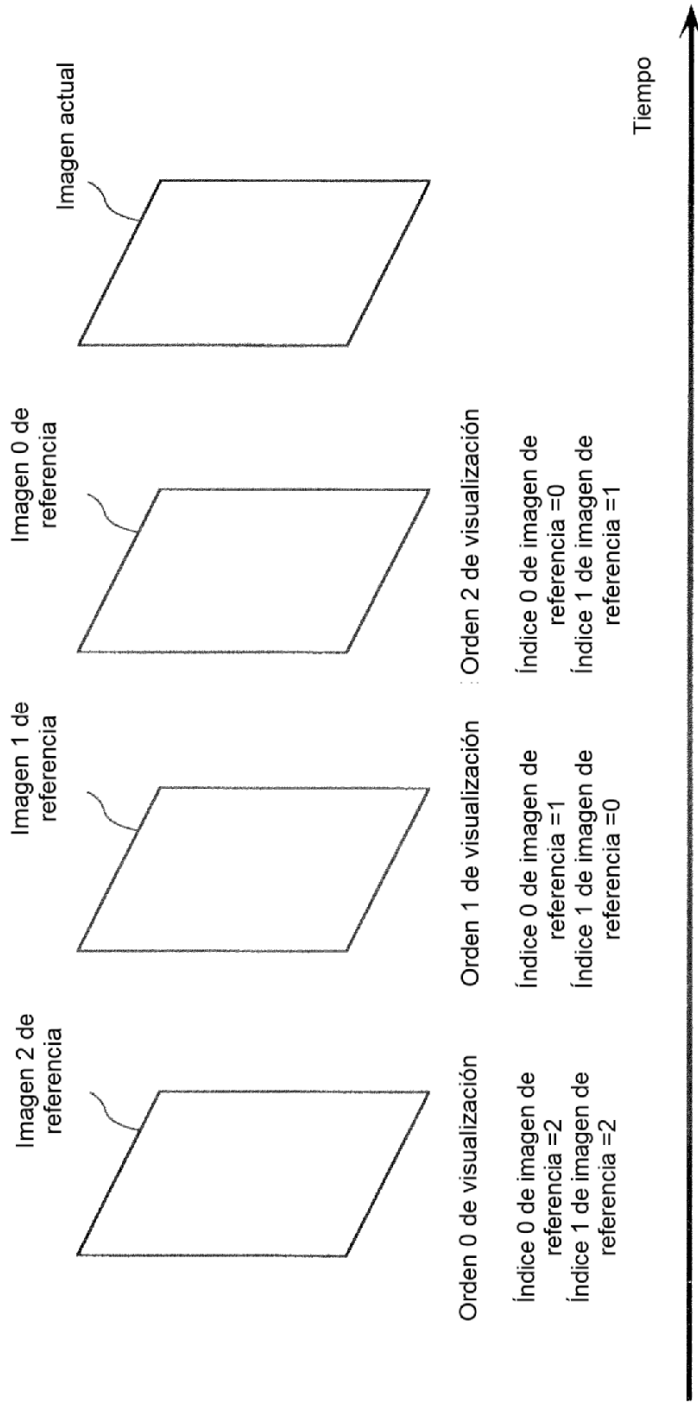 Imagen 2 de
referencia
Imagen 1 de
referencia
Imagen 0 de
referencia
Imagen actual
Orden 0 de visualización
Índice 0 de imagen de
referencia =2
Índice 1 de imagen de
referencia =2
Orden 1 de visualización
Índice 0 de imagen de
referencia =1
Índice 1 de imagen de
referencia =0
: Orden 2 de visualización
Índice 0 de imagen de
referencia =0
Índice 1 de imagen de
referencia =1
Tiempo